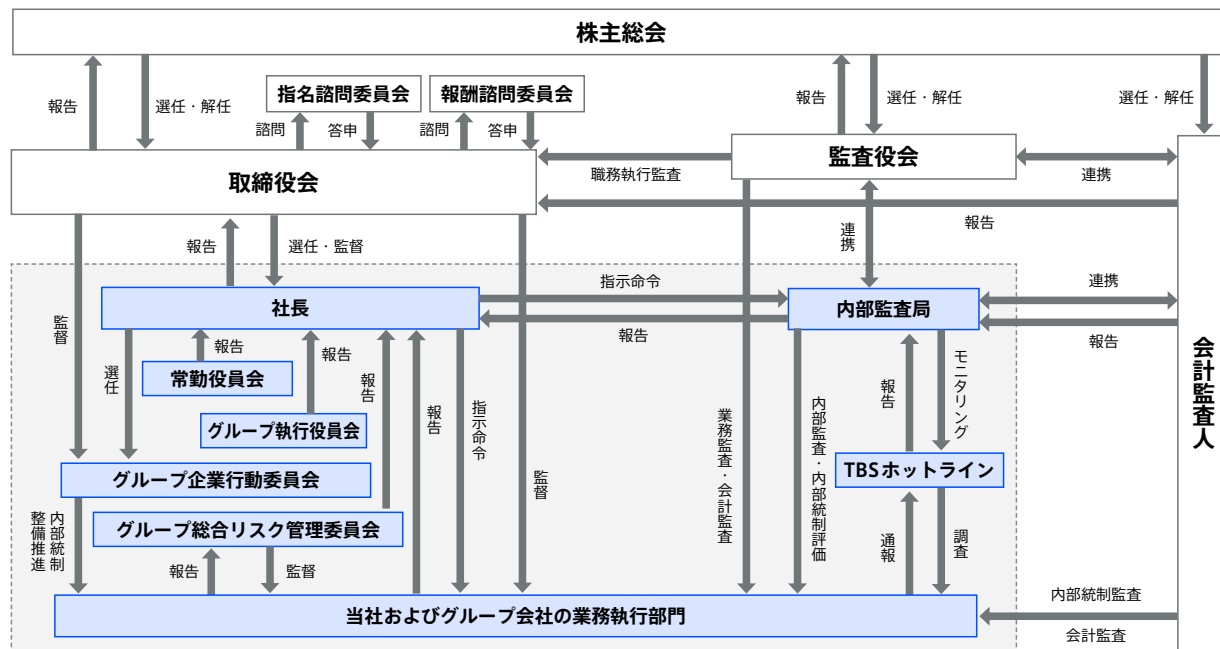 株主総会
報告
選任・解任
指名諮問委員会
報酬諮問委員会
報告
選任・解任
選任・解任
諮問
答申
諮問
答申
取締役会
監査役会
職務執行監査
連携
報告
報告
選任・監督
連携
社長
指示命令
内部監査局
連携
報告
報告
監督
選任
報告
常勤役員会
報告
グループ執行役員会
報告
報告
指示命令
監督
業務監査・会計監査
内部監査・内部統制評価
報告
モニタリング
会計監査人
グループ企業行動委員会
TBSホットライン
内部統制
整備推進
グループ総合リスク管理委員会
報告
監督
通報
調査
当社およびグループ会社の業務執行部門
内部統制監査
会計監査